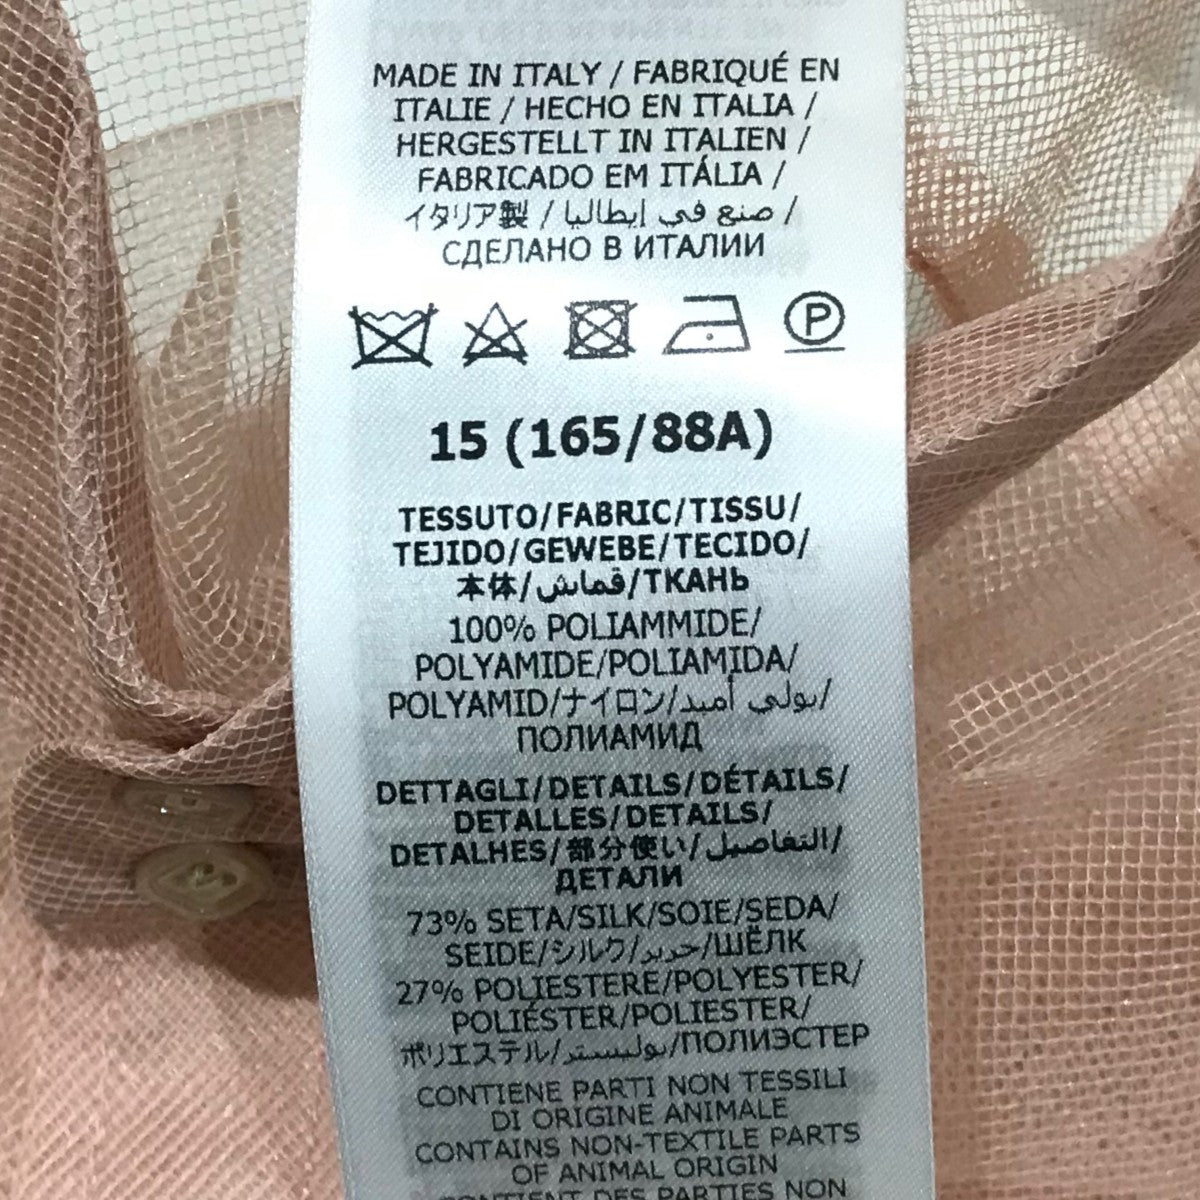 MADE IN ITALY / FABRIQUÉ EN
ITALIE / HECHO EN ITALIA /
HERGESTELLT IN ITALIEN /
FABRICADO EM ITÁLIA /
イタリア製 / صنع في إيطاليا /
СДЕЛАНО В ИТАЛИИ
P
15 (165/88A)
TESSUTO/FABRIC/TISSU/
TEJIDO/GEWEBE/TECIDO/
本体/قماش/ТКАНЬ
100% POLIAMMIDE/
POLYAMIDE/POLIAMIDA/
POLYAMID/ナイロン/بولي أميد/
ПОЛИАМИД
DETTAGLI/DETAILS/DÉTAILS/
DETALLES/DETAILS/
DETALHES/部分使い/التفاصيل/
ДЕТАЛИ
73% SETA/SILK/SOIE/SEDA/
SEIDE/シルク/حرير/ШЁЛК
27% POLIESTERE/POLYESTER/
POLIÉSTER/POLIESTER/
ポリエステル/بوليستر/ПОЛИЭСТЕР
CONTIENE PARTI NON TESSILI
DI ORIGINE ANIMALE
CONTAINS NON-TEXTILE PARTS
OF ANIMAL ORIGIN
CONTIENT DES PARTIES NON